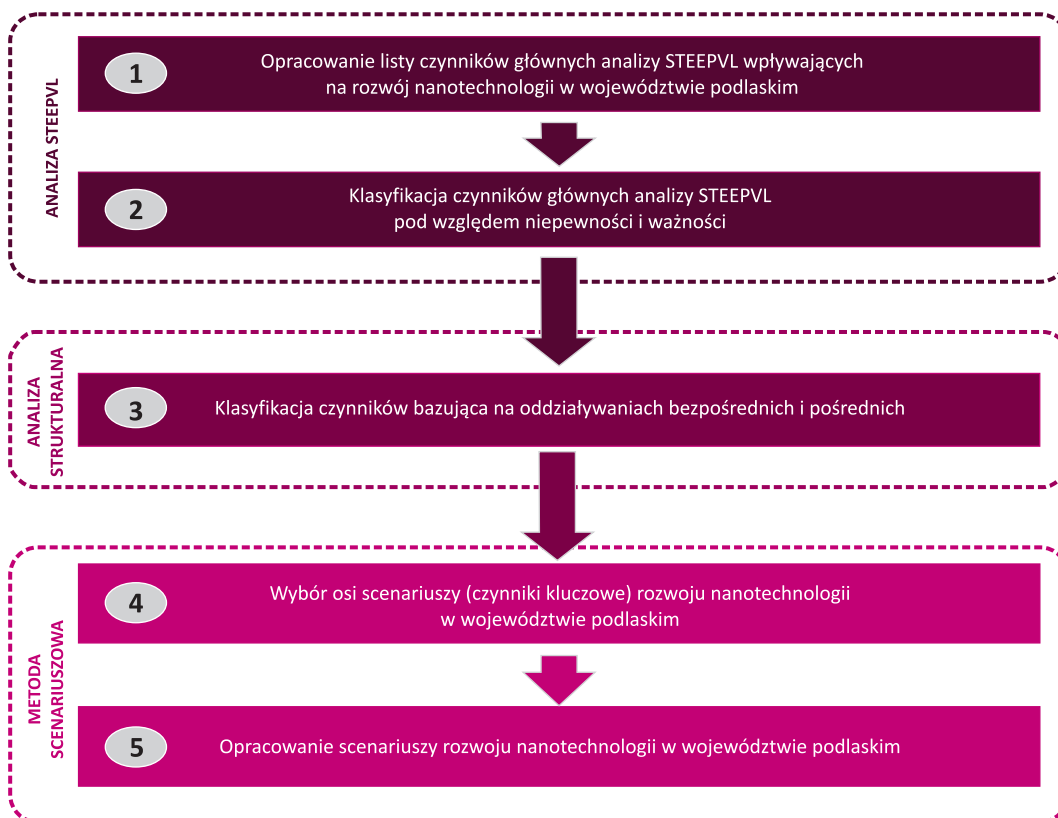 ANALIZA STEEPVL
1
Opracowanie listy czynników głównych analizy STEEPVL wpływających
na rozwój nanotechnologii w województwie podlaskim
2
Klasyfikacja czynników głównych analizy STEEPVL
pod względem niepewności i ważności
ANALIZA
STRUKTURALNA
3
Klasyfikacja czynników bazująca na oddziaływaniach bezpośrednich i pośrednich
METODA
SCENARIUSZOWA
4
Wybór osi scenariuszy (czynniki kluczowe) rozwoju nanotechnologii
w województwie podlaskim
5
Opracowanie scenariuszy rozwoju nanotechnologii w województwie podlaskim